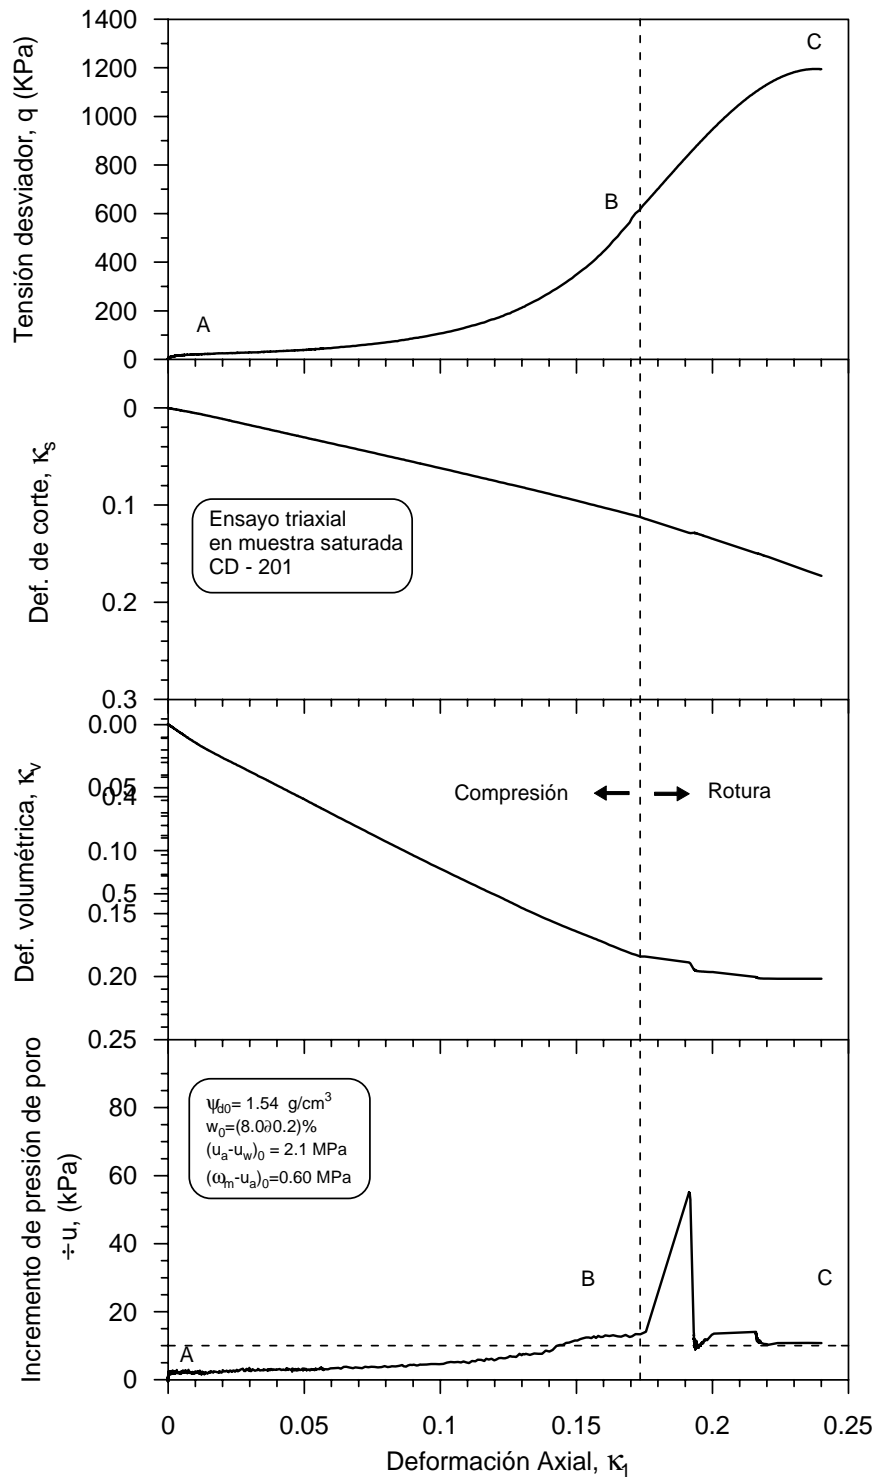 1400
1200
1000
800
600
400
200
0
Tensión desviador, q (KPa)
A
B
C
0
0.1
0.2
0.3
Def. de corte, κs
Ensayo triaxial
en muestra saturada
CD - 201
0.00
0.05
0.4
0.10
0.5
0.15
0.20
0.25
Def. volumétrica, κv
Compresión
Rotura
80
60
40
20
0
Incremento de presión de poro
÷u, (kPa)
ψd0= 1.54 g/cm³
w0=(8.0∂0.2)%
(ua-uw)0 = 2.1 MPa
(ωm-ua)0=0.60 MPa
A
B
C
0
0.05
0.1
0.15
0.2
0.25
Deformación Axial, κ1